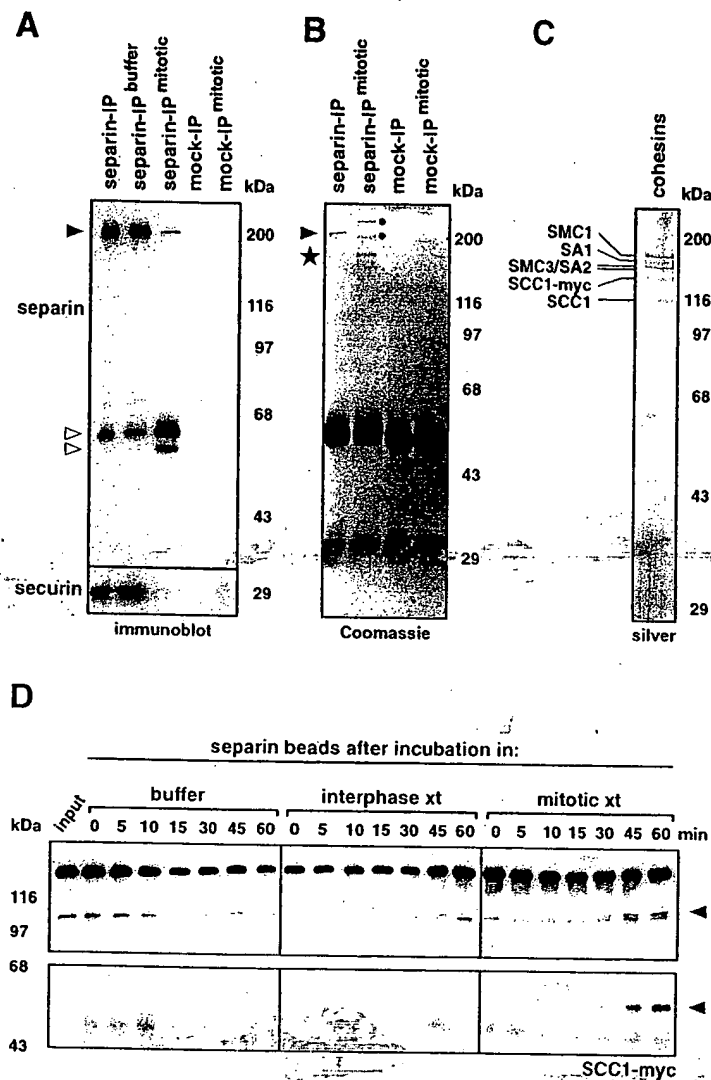 A
separin-IP
separin-IP buffer
separin-IP mitotic
mock-IP
mock-IP mitotic
kDa
200
116
97
68
43
29
separin
securin
immunoblot
B
separin-IP
separin-IP mitotic
mock-IP
mock-IP mitotic
kDa
200
116
97
68
43
29
Coomassie
C
cohesins
kDa
200
116
97
68
43
29
SMC1
SA1
SMC3/SA2
SCC1-myc
SCC1
silver
D
separin beads after incubation in:
buffer interphase xt mitotic xt
kDa input 0 5 10 15 30 45 60 0 5 10 15 30 45 60 0 5 10 15 30 45 60 min
116
97
68
43
SCC1-myc